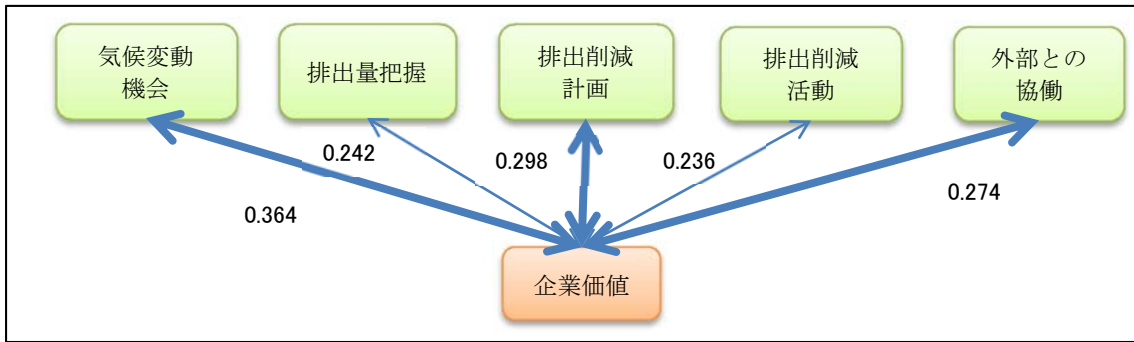 気候変動
機会
排出量把握
排出削減
計画
排出削減
活動
外部との
協働
0.242
0.298
0.236
0.274
0.364
企業価値